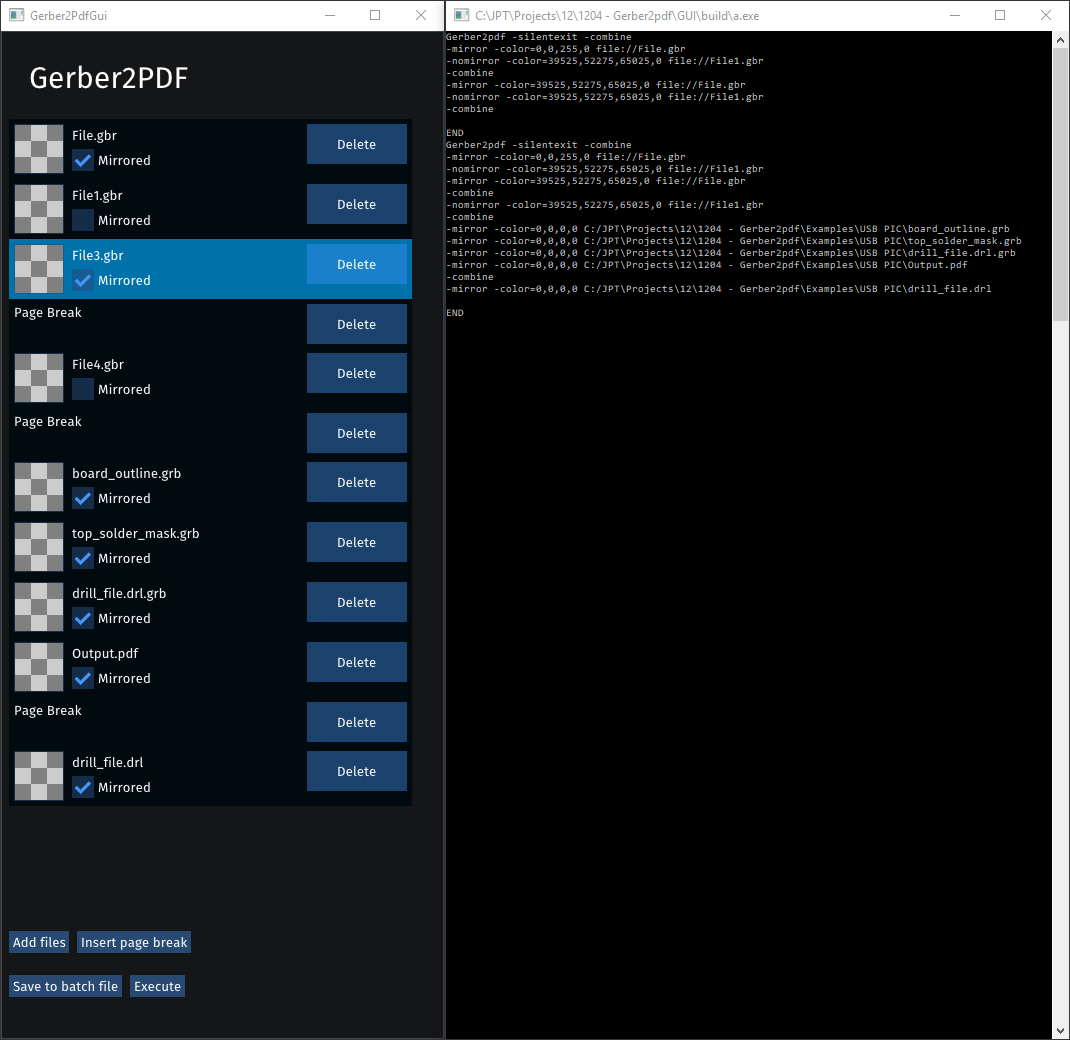 Gerber2PdfGui
Gerber2PDF
File.gbr
Mirrored
Delete
File1.gbr
Mirrored
Delete
File3.gbr
Mirrored
Delete
Page Break
Delete
File4.gbr
Mirrored
Delete
Page Break
Delete
board_outline.grb
Mirrored
Delete
top_solder_mask.grb
Mirrored
Delete
drill_file.drl.grb
Mirrored
Delete
Output.pdf
Mirrored
Delete
Page Break
Delete
drill_file.drl
Mirrored
Delete
Add files
Insert page break
Save to batch file
Execute
C:\JPT\Projects\12\1204 - Gerber2pdf\GUI\build\a.exe
Gerber2pdf -silentexit -combine
-mirror -color=0,0,255,0 file://File.gbr
-nomirror -color=39525,52275,65025,0 file://File1.gbr
-combine
-mirror -color=39525,52275,65025,0 file://File.gbr
-nomirror -color=39525,52275,65025,0 file://File1.gbr
-combine
END
Gerber2pdf -silentexit -combine
-mirror -color=0,0,255,0 file://File.gbr
-nomirror -color=39525,52275,65025,0 file://File1.gbr
-mirror -color=39525,52275,65025,0 file://File.gbr
-combine
-nomirror -color=39525,52275,65025,0 file://File1.gbr
-combine
-mirror -color=0,0,0,0 C:/JPT\Projects\12\1204 - Gerber2pdf\Examples\USB PIC\board_outline.grb
-mirror -color=0,0,0,0 C:/JPT\Projects\12\1204 - Gerber2pdf\Examples\USB PIC\top_solder_mask.grb
-mirror -color=0,0,0,0 C:/JPT\Projects\12\1204 - Gerber2pdf\Examples\USB PIC\drill_file.drl.grb
-mirror -color=0,0,0,0 C:/JPT\Projects\12\1204 - Gerber2pdf\Examples\USB PIC\Output.pdf
-combine
-mirror -color=0,0,0,0 C:/JPT\Projects\12\1204 - Gerber2pdf\Examples\USB PIC\drill_file.drl
END